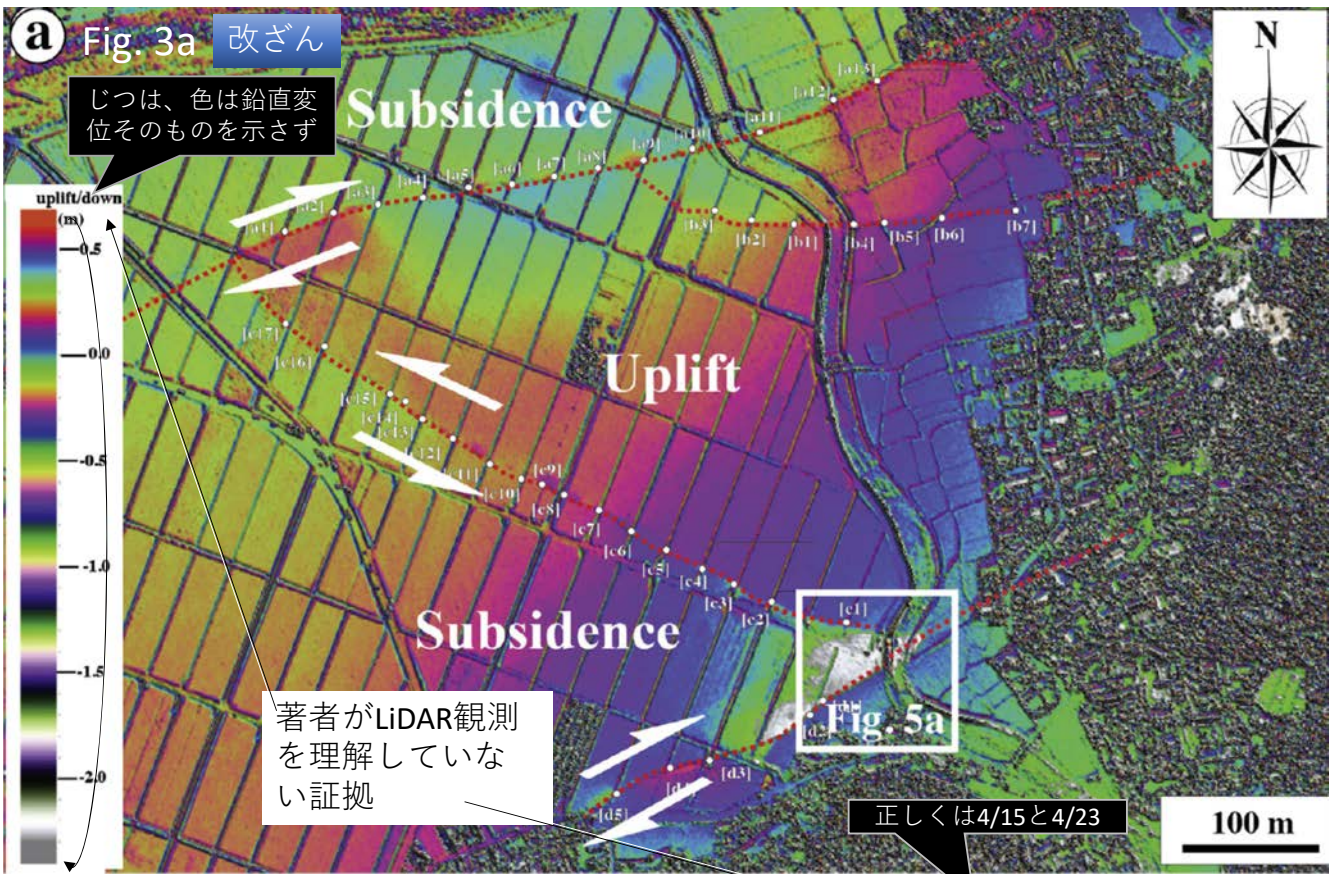 a Fig. 3a 改ざん
じつは、色は鉛直変
位そのものを示さず
N
Subsidence
uplift/down
(m)
0.5
0.0
-0.5
-1.0
-1.5
-2.0
[a1]
[a2]
[a3]
[a4]
[a5]
[a6]
[a7]
[a8]
[a9]
[a10]
[a11]
[a12]
[a13]
[b3]
[b2]
[b1]
[b4]
[b5]
[b6]
[b7]
[c17]
[c16]
[c15]
[c14]
[c13]
[c12]
[c11]
[c10]
[c9]
[c8]
[c7]
[c6]
[c5]
[c4]
[c3]
[c2]
[c1]
Uplift
Subsidence
Fig. 5a
[d3]
[d5]
著者がLiDAR観測
を理解していな
い証拠
正しくは4/15と4/23
100 m